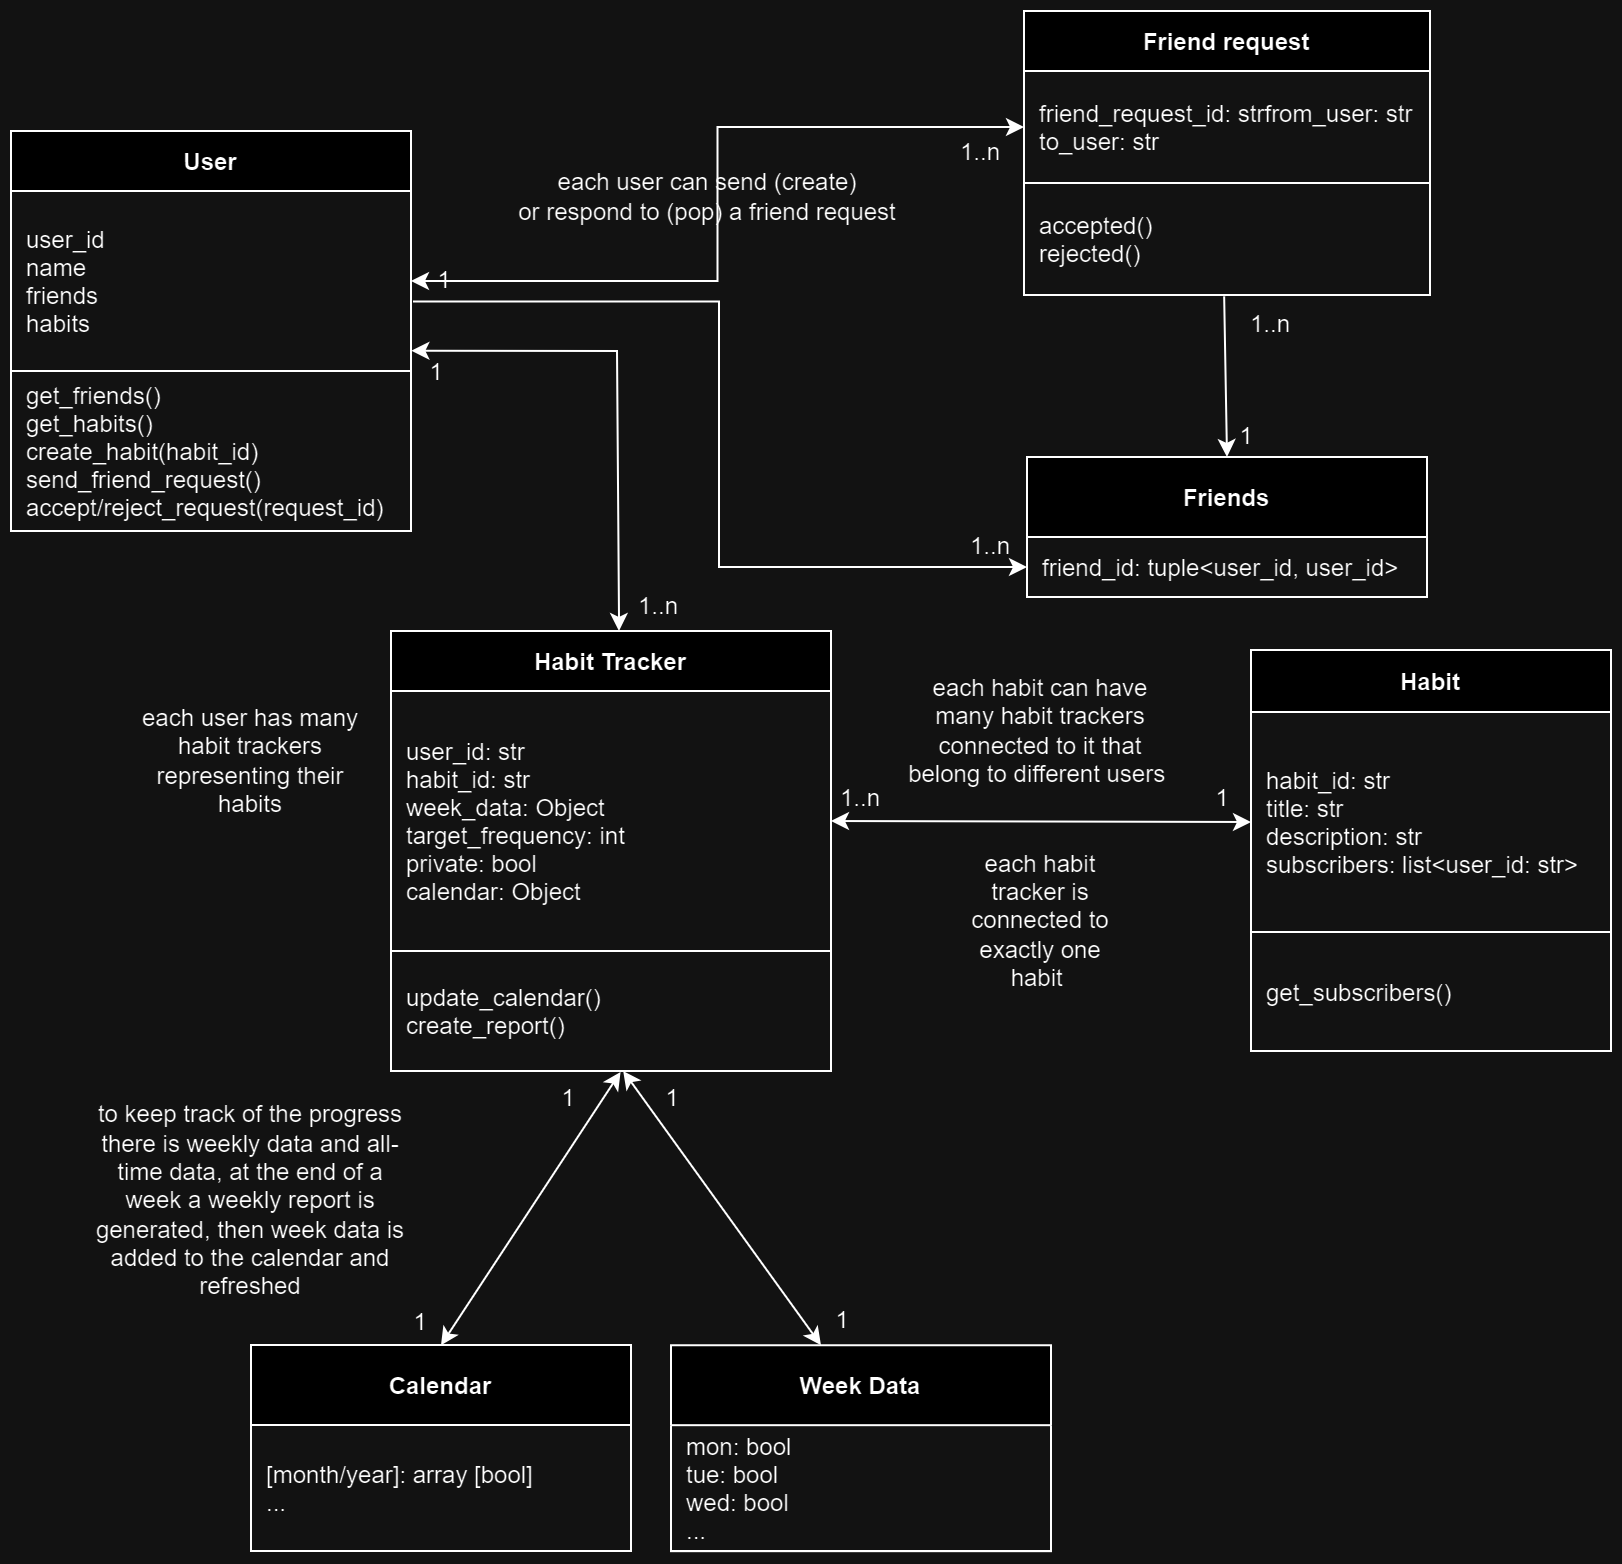 Friend request
friend_request_id: strfrom_user: str
to_user: str
accepted()
rejected()
User
user_id
name
friends
habits
get_friends()
get_habits()
create_habit(habit_id)
send_friend_request()
accept/reject_request(request_id)
each user can send (create)
or respond to (pop) a friend request
1..n
1
1
1..n
1
1..n
1..n
Friends
friend_id: tuple<user_id, user_id>
Habit Tracker
user_id: str
habit_id: str
week_data: Object
target_frequency: int
private: bool
calendar: Object
update_calendar()
create_report()
each user has many
habit trackers
representing their
habits
each habit can have
many habit trackers
connected to it that
belong to different users
1..n
1
each habit
tracker is
connected to
exactly one
habit
Habit
habit_id: str
title: str
description: str
subscribers: list<user_id: str>
get_subscribers()
1
1
to keep track of the progress
there is weekly data and all-
time data, at the end of a
week a weekly report is
generated, then week data is
added to the calendar and
refreshed
1
1
Calendar
[month/year]: array [bool]
...
Week Data
mon: bool
tue: bool
wed: bool
...